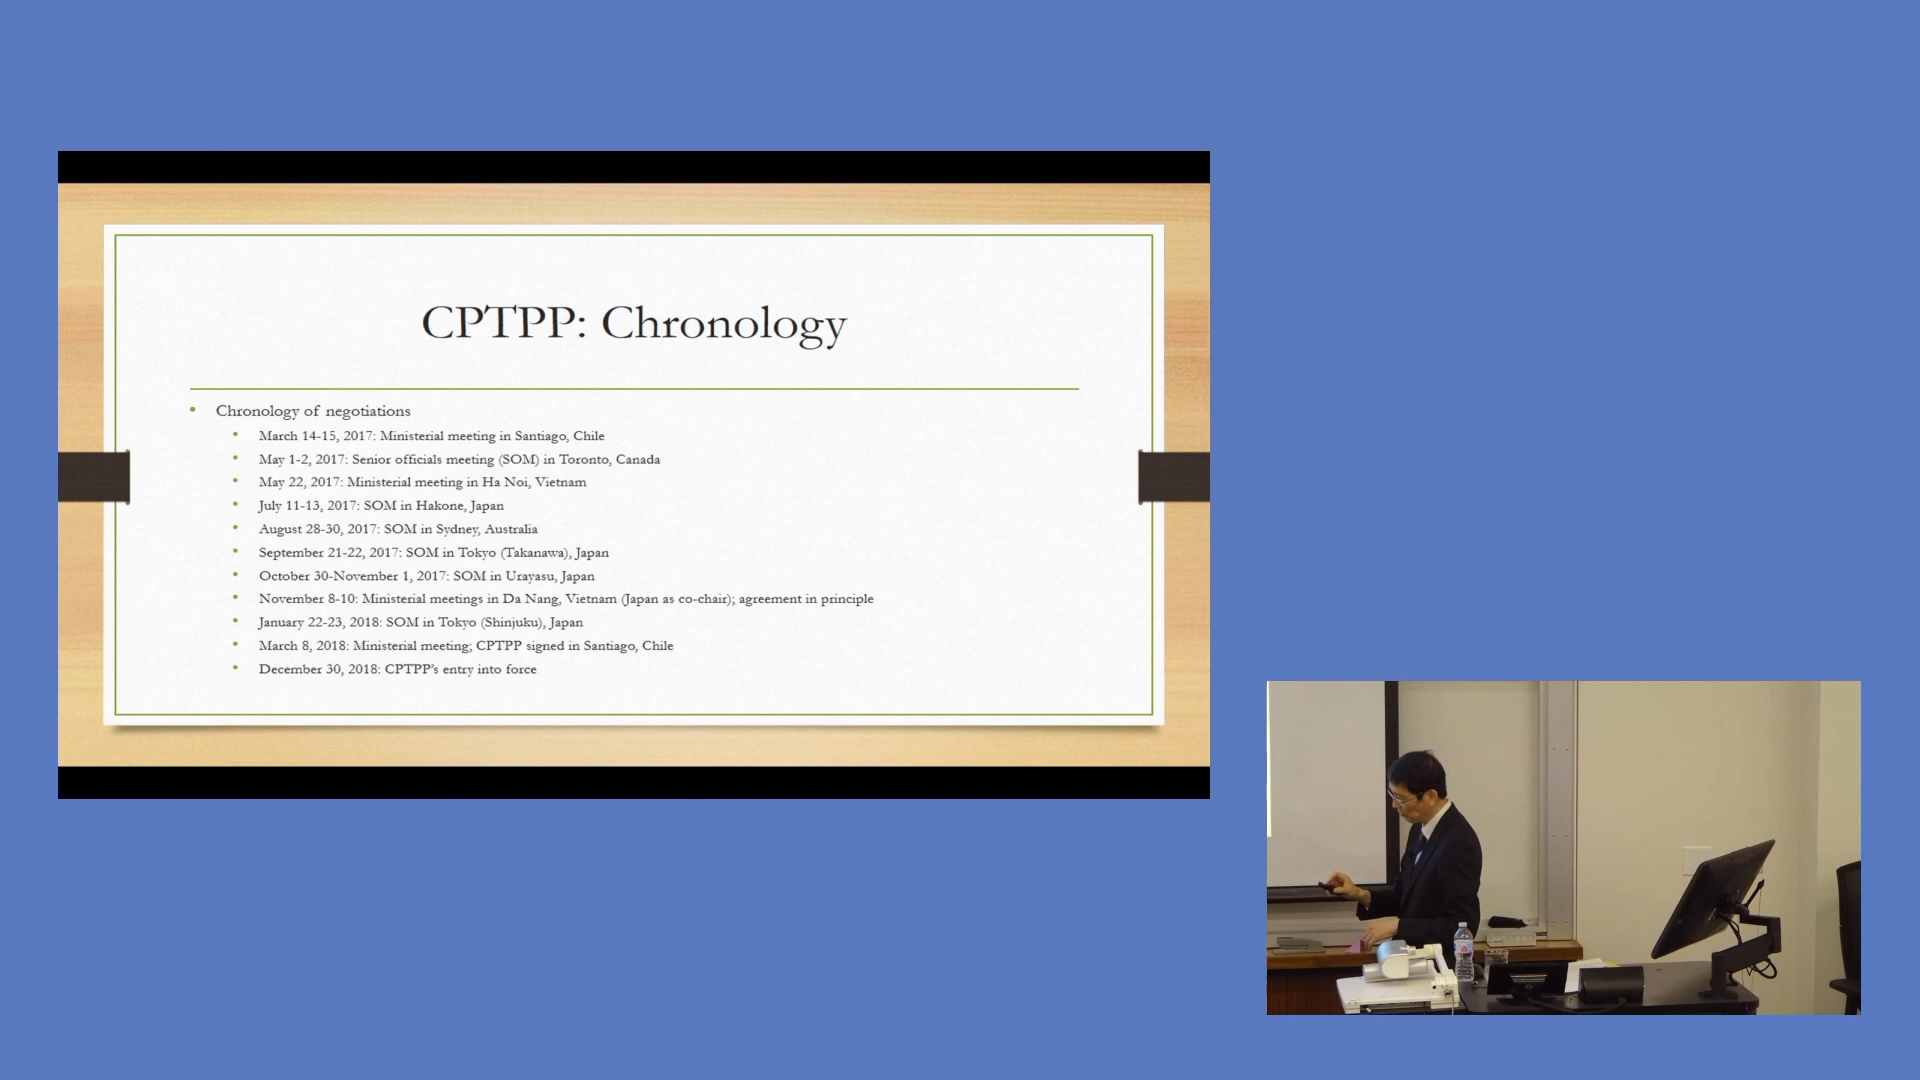 CPTPP: Chronology
• Chronology of negotiations
• March 14-15, 2017: Ministerial meeting in Santiago, Chile
• May 1-2, 2017: Senior officials meeting (SOM) in Toronto, Canada
• May 22, 2017: Ministerial meeting in Ha Noi, Vietnam
• July 11-13, 2017: SOM in Hakone, Japan
• August 28-30, 2017: SOM in Sydney, Australia
• September 21-22, 2017: SOM in Tokyo (Takanawa), Japan
• October 30-November 1, 2017: SOM in Urayasu, Japan
• November 8-10: Ministerial meetings in Da Nang, Vietnam (Japan as co-chair); agreement in principle
• January 22-23, 2018: SOM in Tokyo (Shinjuku), Japan
• March 8, 2018: Ministerial meeting; CPTPP signed in Santiago, Chile
• December 30, 2018: CPTPP's entry into force